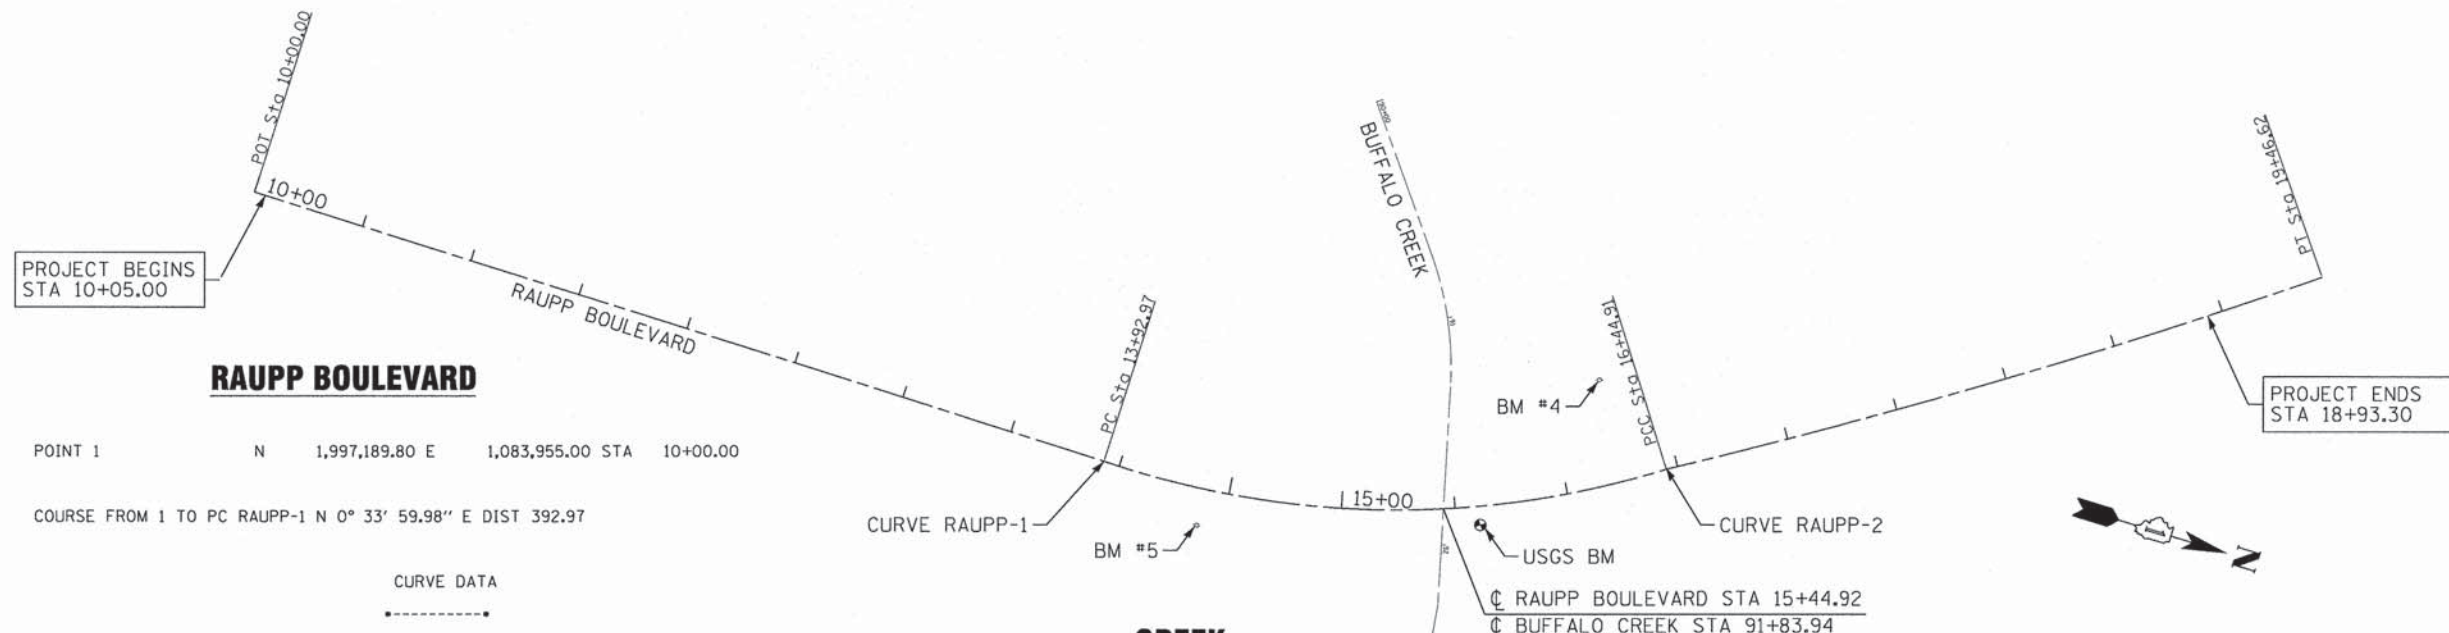 POT Sta 10+00.00
10+00
PROJECT BEGINS
STA 10+05.00
RAUPP BOULEVARD
RAUPP BOULEVARD
POINT 1 N 1,997,189.80 E 1,083,955.00 STA 10+00.00
COURSE FROM 1 TO PC RAUPP-1 N 0° 33' 59.98'' E DIST 392.97
CURVE DATA
PC Sta 13+92.97
CURVE RAUPP-1
BM #5
15+00
BUFFALO CREEK
BM #4
PCC Sta 16+44.91
CURVE RAUPP-2
USGS BM
℄ RAUPP BOULEVARD STA 15+44.92
℄ BUFFALO CREEK STA 91+83.94
PT Sta 19+46.62
PROJECT ENDS
STA 18+93.30
N